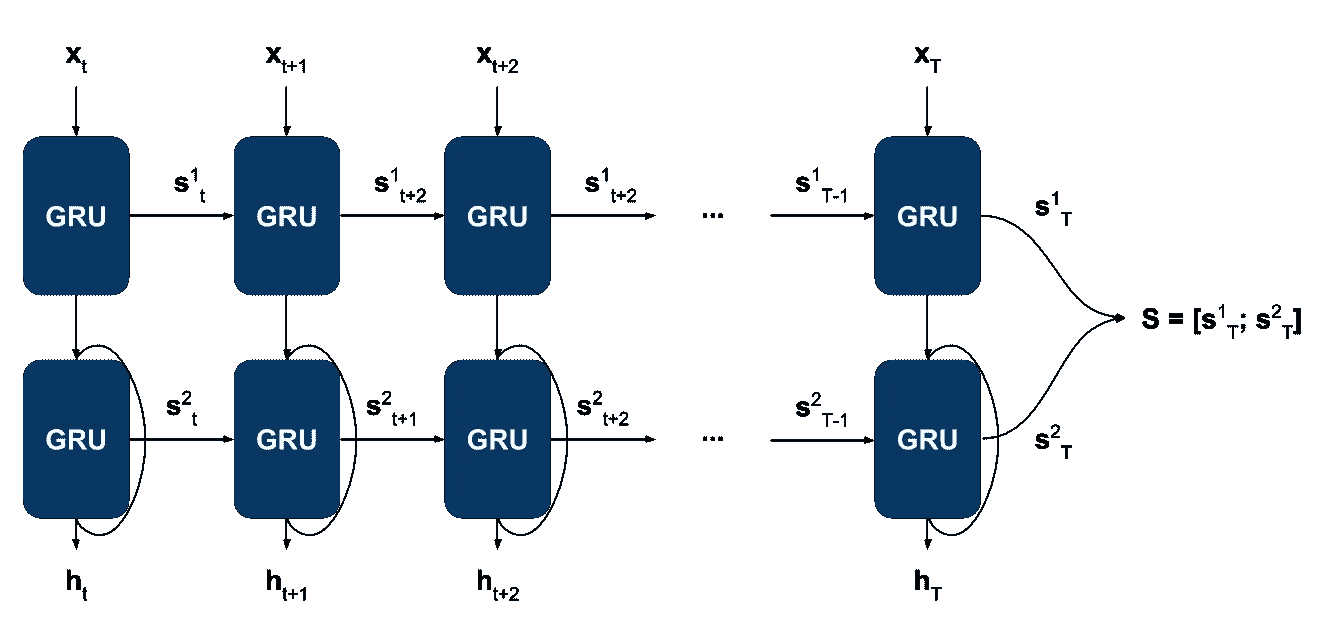 x_t x_{t+1} x_{t+2} x_T
s^1_t s^1_{t+2} s^1_{t+2} s^1_{T-1} s^1_T
GRU GRU GRU ... GRU
S = [s^1_T; s^2_T]
s^2_t s^2_{t+1} s^2_{t+2} s^2_{T-1} s^2_T
GRU GRU GRU ... GRU
h_t h_{t+1} h_{t+2} h_T